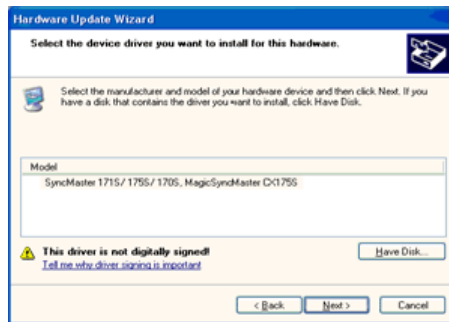 Hardware Update Wizard
Select the device driver you want to install for this hardware.
Select the manufacturer and model of your hardware device and then click Next. If you
have a disk that contains the driver you want to install, click Have Disk.
Model
SyncMaster 171S/ 175S/ 170S, MagicSyncMaster CX175S
This driver is not digitally signed!
Have Disk...
Tell me why driver signing is important
< Back
Next >
Cancel